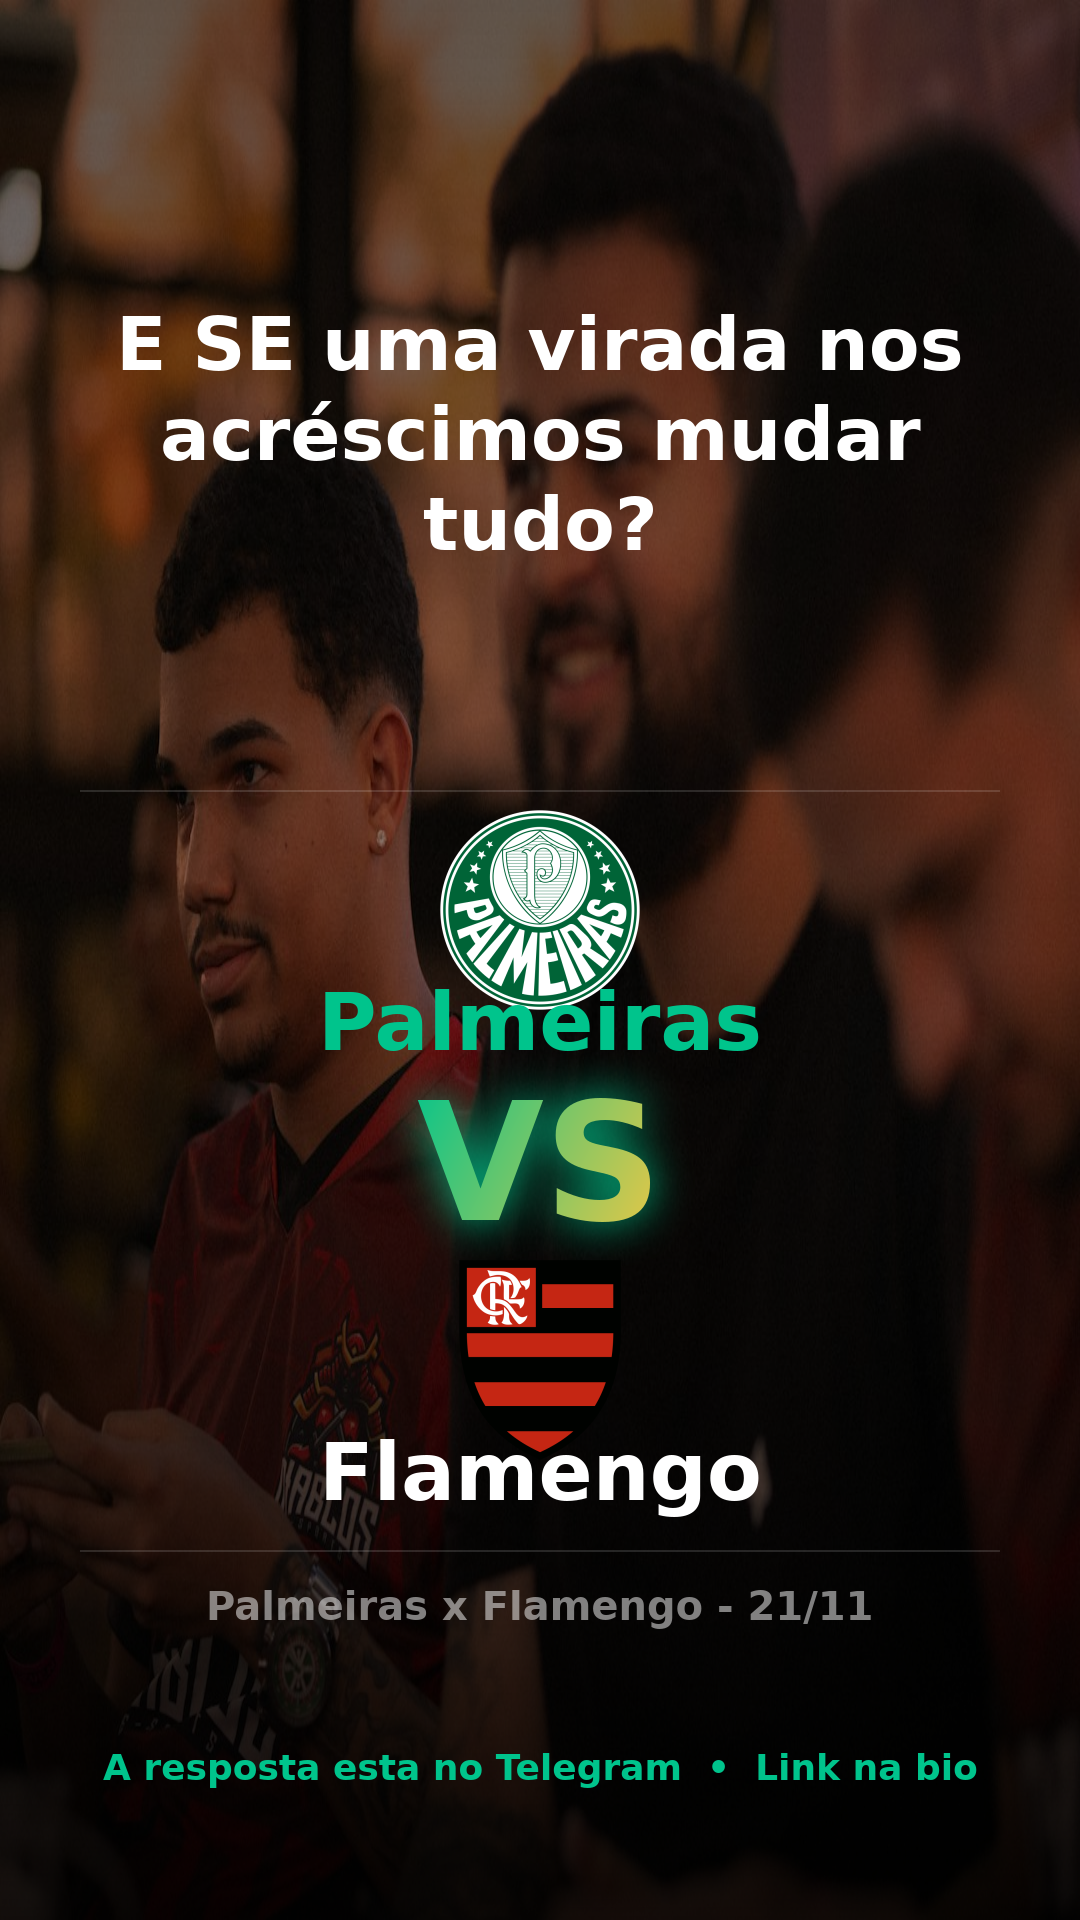 E SE uma virada nos
acréscimos mudar
tudo?
P
PALMEIRAS
Palmeiras
VS
CRF
Flamengo
DIABLOS
Palmeiras x Flamengo - 21/11
A resposta esta no Telegram • Link na bio